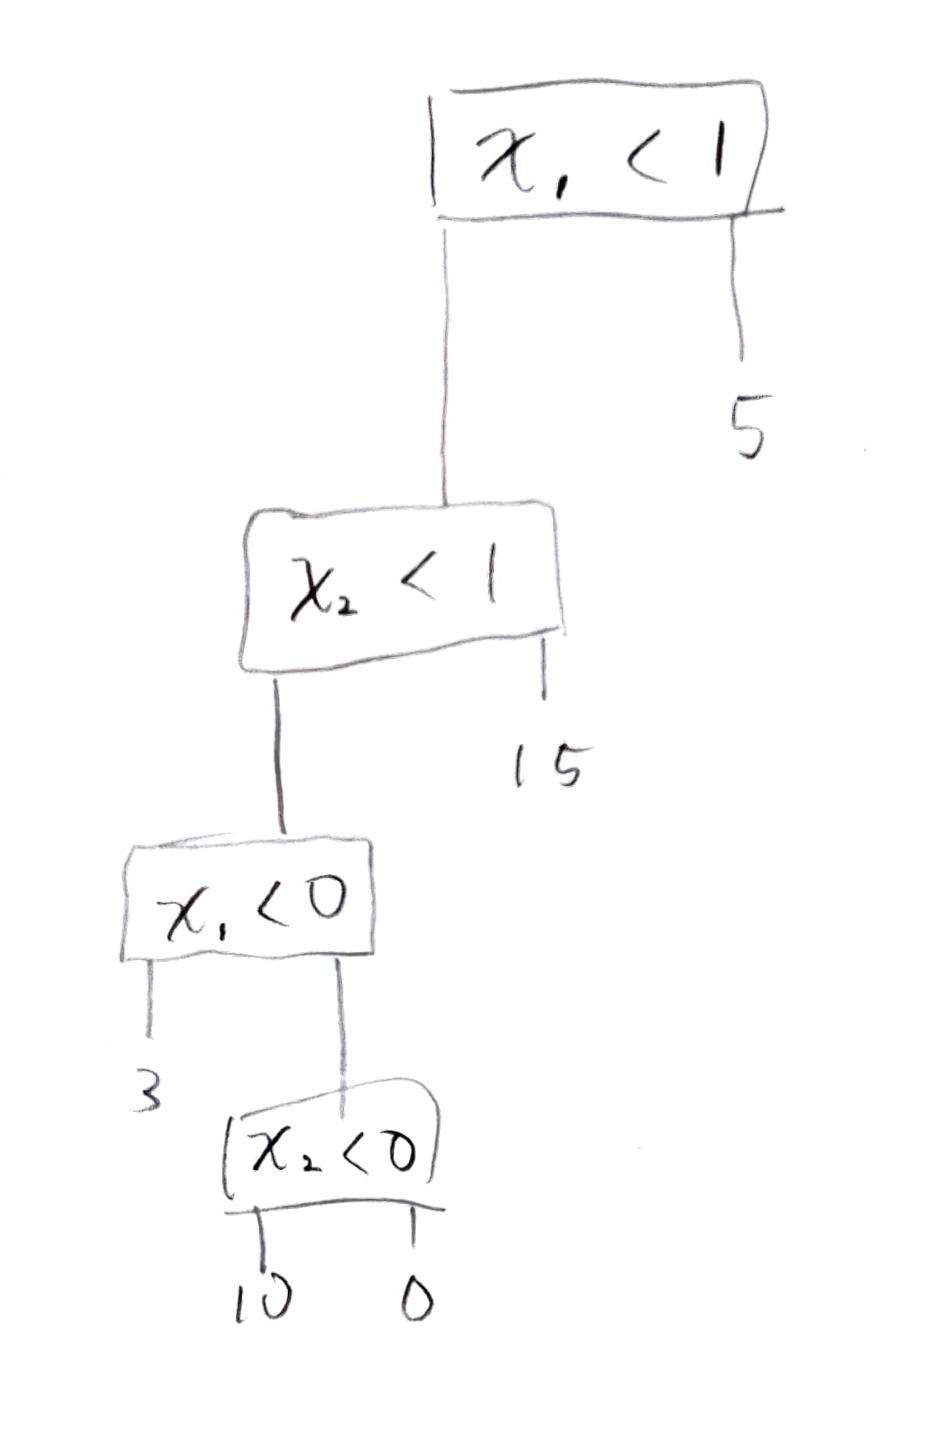 x₁ < 1
5
x₂ < 1
15
x₁ < 0
3
x₂ < 0
10 0